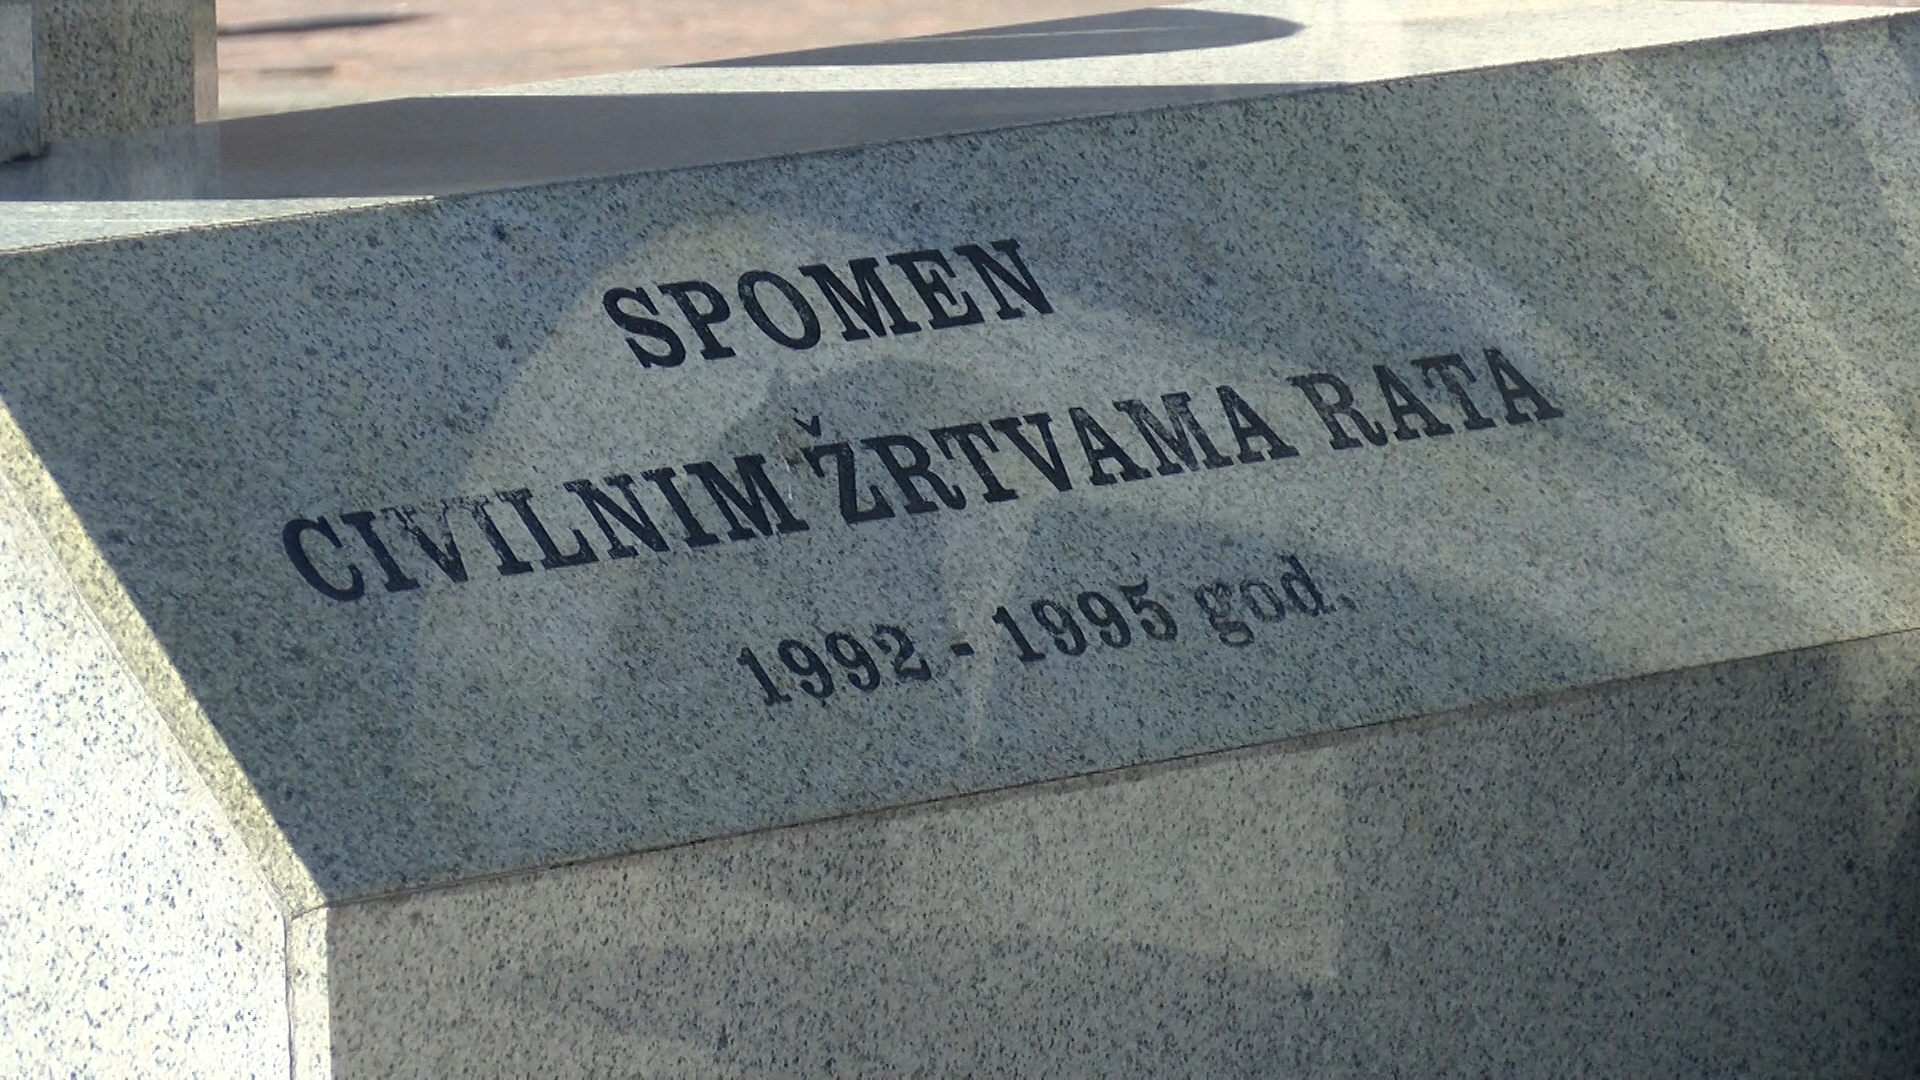 SPOMEN
CIVILNIM ŽRTVAMA RATA
1992 - 1995 god.